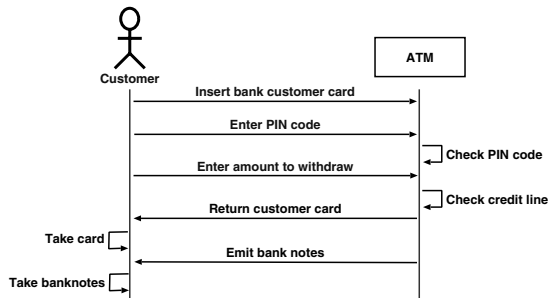 Customer
ATM
Insert bank customer card
Enter PIN code
Check PIN code
Enter amount to withdraw
Check credit line
Return customer card
Take card
Emit bank notes
Take banknotes